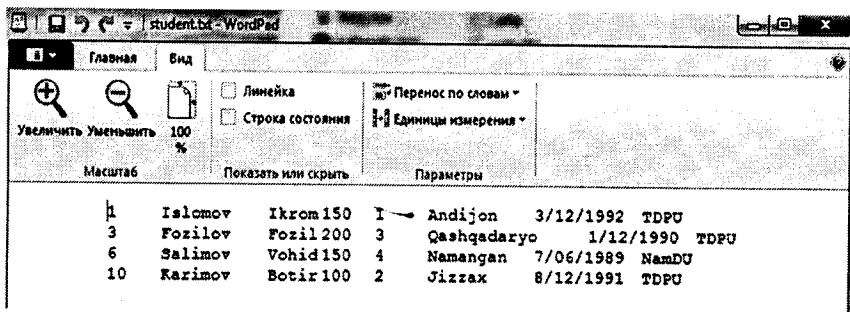 student.txt - WordPad
Главная Вид
Увеличить Уменьшить 100 %
Линейка
Строка состояния
Перенос по словам
Единицы измерения
Масштаб Показать или скрыть Параметры
1 Islomov Ikrom 150 1 Andijon 3/12/1992 TDPU
3 Fozilov Fozil 200 3 Qashqadaryo 1/12/1990 TDPU
6 Salimov Vohid 150 4 Namangan 7/06/1989 NamDU
10 Karimov Botir 100 2 Jizzax 8/12/1991 TDPU